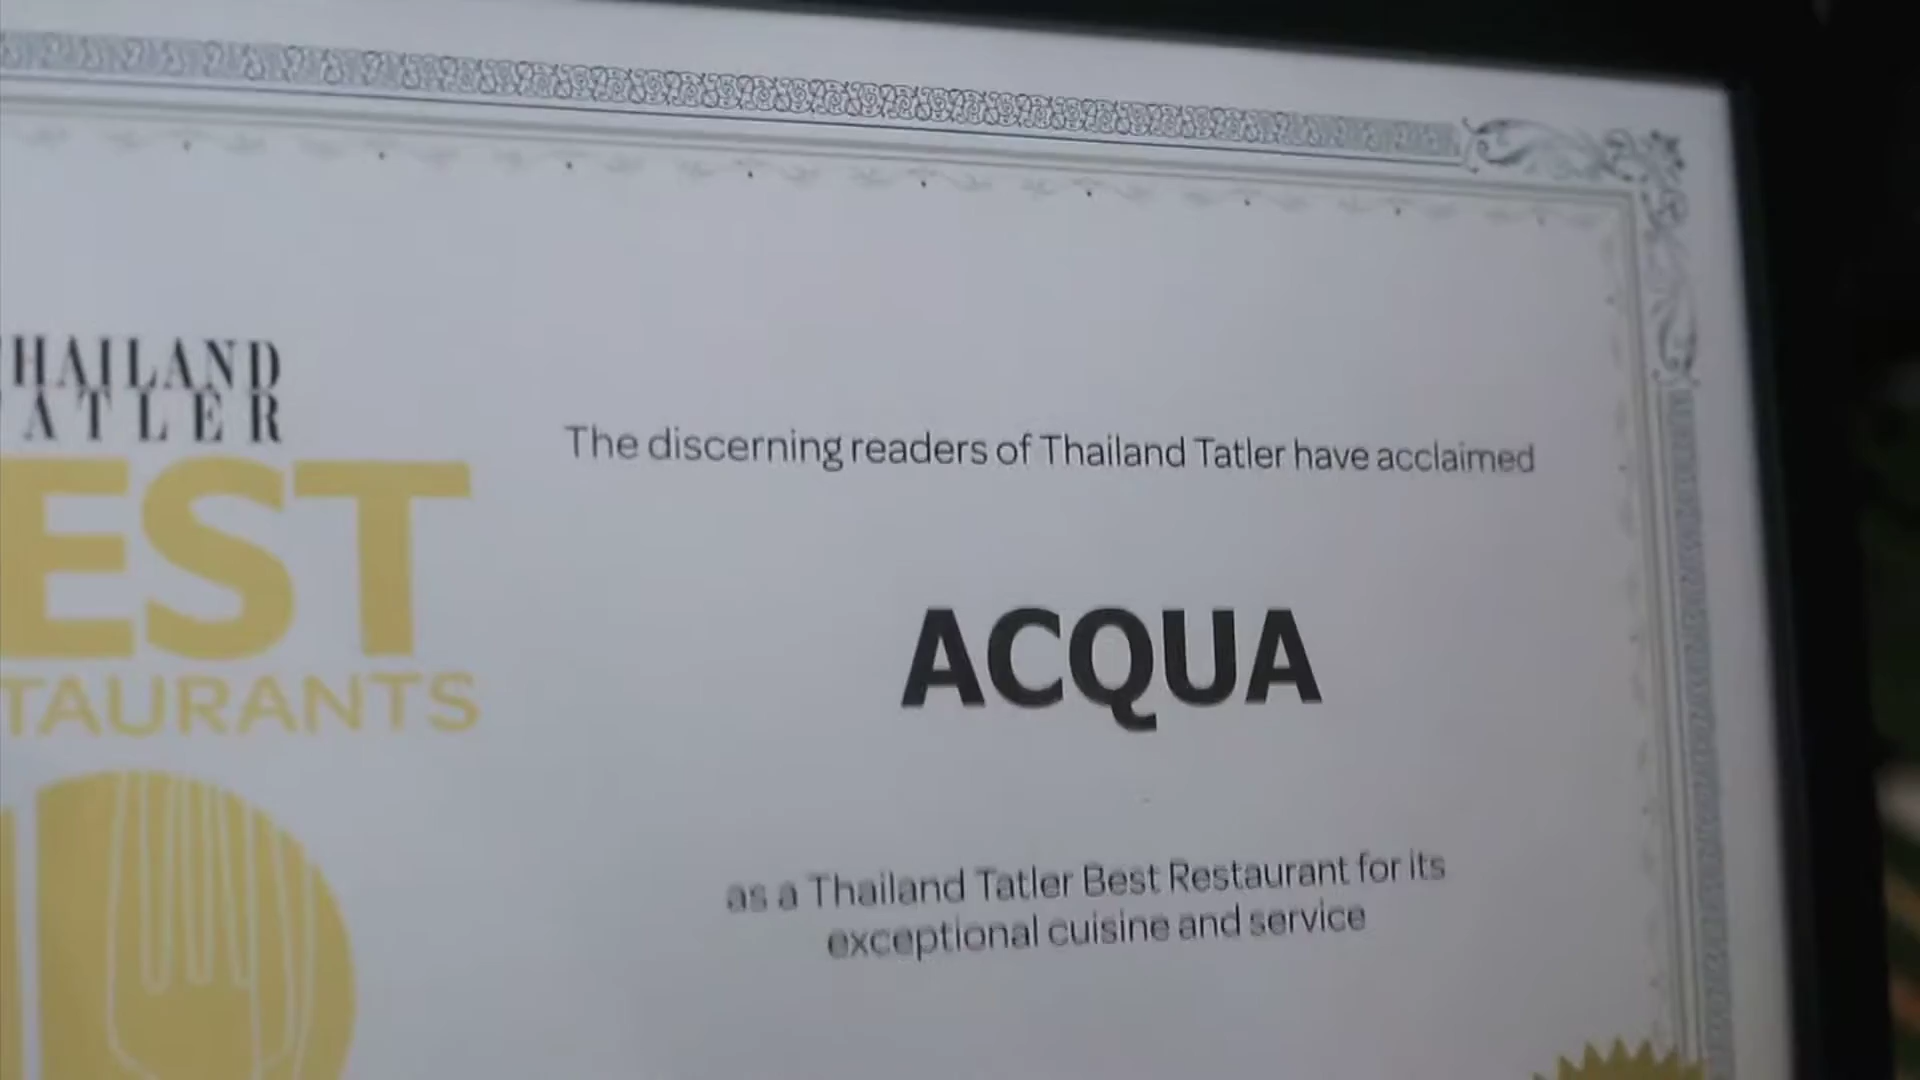 HAILAND
ATLER
EST
TAURANTS
The discerning readers of Thailand Tatler have acclaimed
ACQUA
as a Thailand Tatler Best Restaurant for its
exceptional cuisine and service